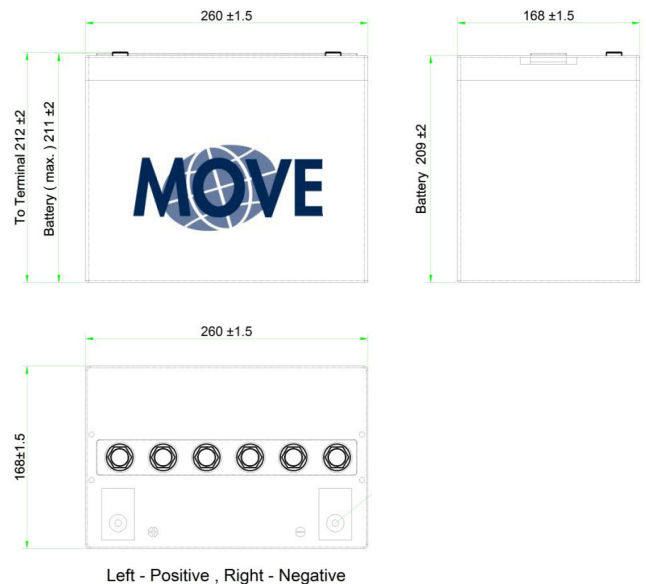 260 ±1.5
168 ±1.5
To Terminal 212 ±2
Battery ( max. ) 211 ±2
MOVE
Battery 209 ±2
260 ±1.5
168±1.5
Left - Positive , Right - Negative